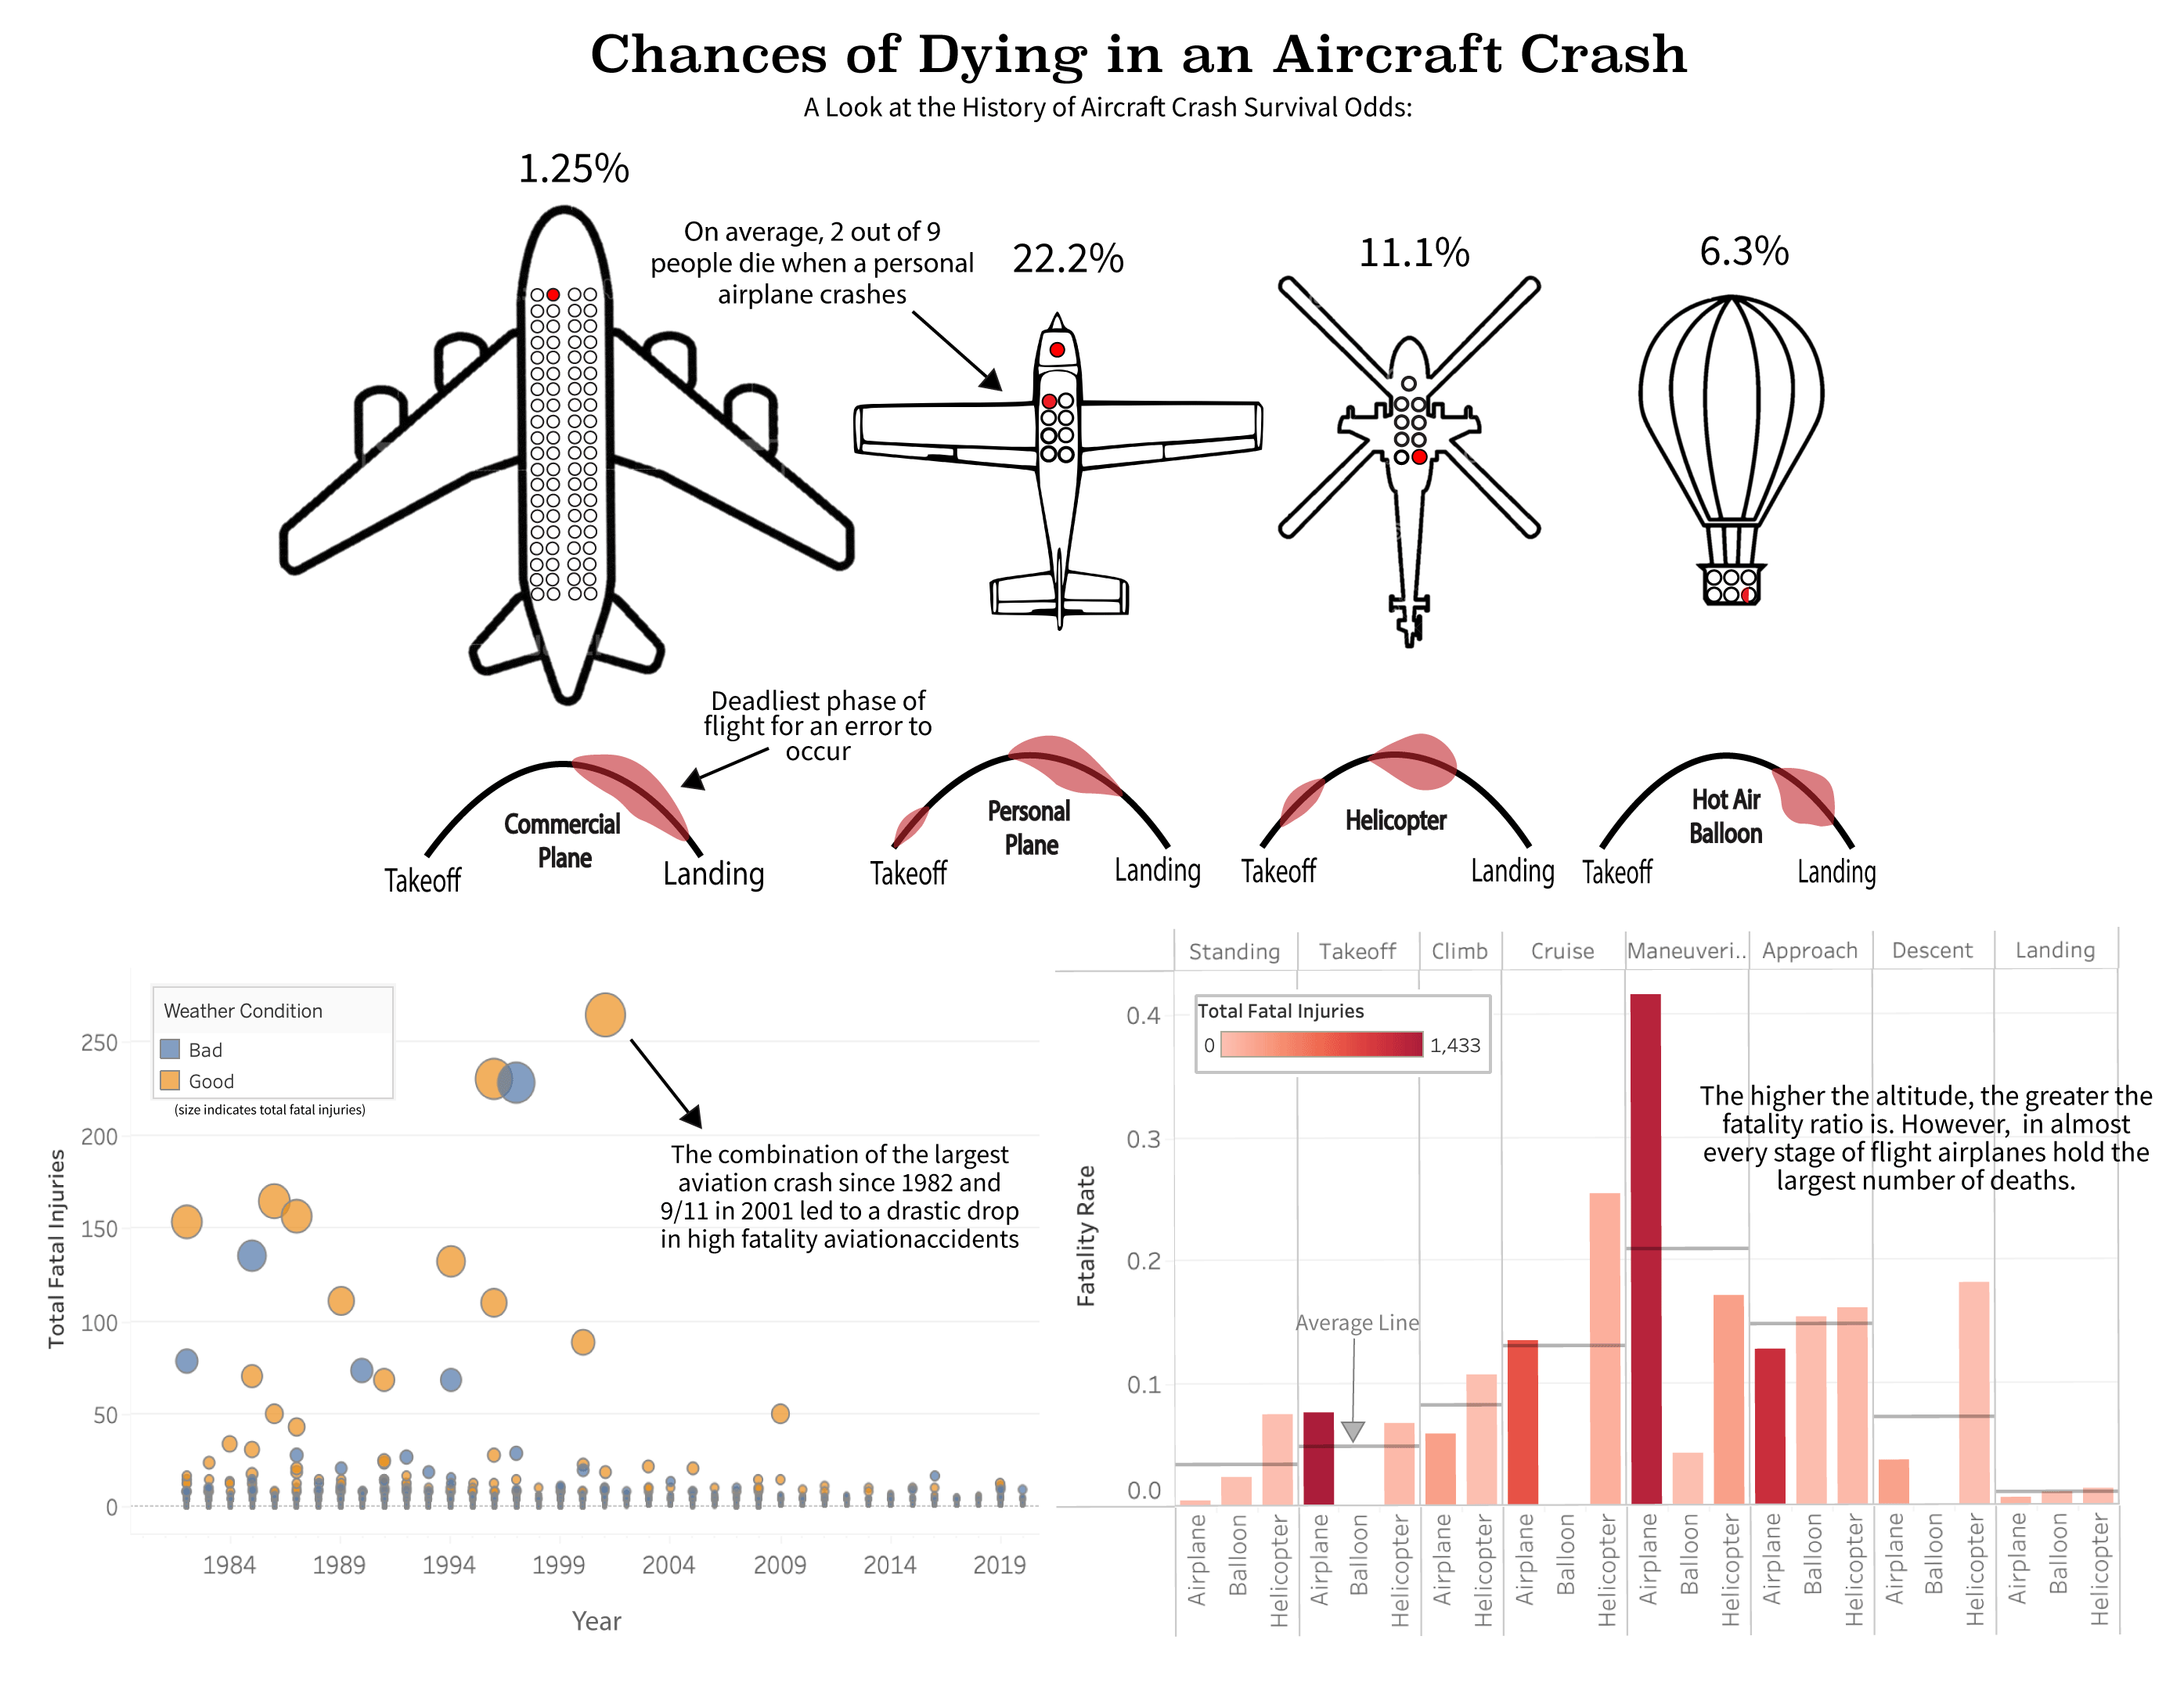 Chances of Dying in an Aircraft Crash
A Look at the History of Aircraft Crash Survival Odds:
1.25%
On average, 2 out of 9
people die when a personal
airplane crashes
22.2%
11.1%
6.3%
Deadliest phase of
flight for an error to
occur
Commercial
Plane
Takeoff
Landing
Personal
Plane
Takeoff
Landing
Helicopter
Takeoff
Landing
Hot Air
Balloon
Takeoff
Landing
Weather Condition
Bad
Good
(size indicates total fatal injuries)
Total Fatal Injuries
250
200
150
100
50
0
1984
1989
1994
1999
2004
2009
2014
2019
Year
The combination of the largest
aviation crash since 1982 and
9/11 in 2001 led to a drastic drop
in high fatality aviationaccidents
Standing
Takeoff
Climb
Cruise
Maneuveri..
Approach
Descent
Landing
Total Fatal Injuries
0
1,433
Fatality Rate
0.4
0.3
0.2
0.1
0.0
Average Line
The higher the altitude, the greater the
fatality ratio is. However,  in almost
every stage of flight airplanes hold the
largest number of deaths.
Airplane
Balloon
Helicopter
Airplane
Balloon
Helicopter
Airplane
Helicopter
Airplane
Balloon
Helicopter
Airplane
Balloon
Helicopter
Airplane
Balloon
Helicopter
Airplane
Balloon
Helicopter
Airplane
Balloon
Helicopter